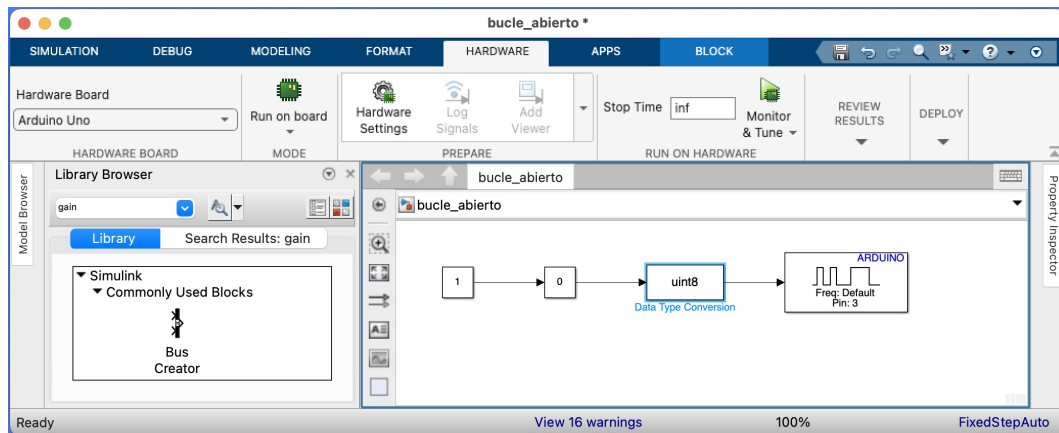 bucle_abierto *
SIMULATION DEBUG MODELING FORMAT HARDWARE APPS BLOCK
Hardware Board
Arduino Uno
HARDWARE BOARD
Run on board
MODE
Hardware
Settings
Log
Signals
Add
Viewer
PREPARE
Stop Time inf
Monitor
& Tune
RUN ON HARDWARE
REVIEW
RESULTS
DEPLOY
Model Browser
Library Browser
gain
Library Search Results: gain
Simulink
Commonly Used Blocks
Bus
Creator
bucle_abierto
bucle_abierto
1
0
uint8
Data Type Conversion
ARDUINO
Freq: Default
Pin: 3
Property Inspector
Ready View 16 warnings 100% FixedStepAuto